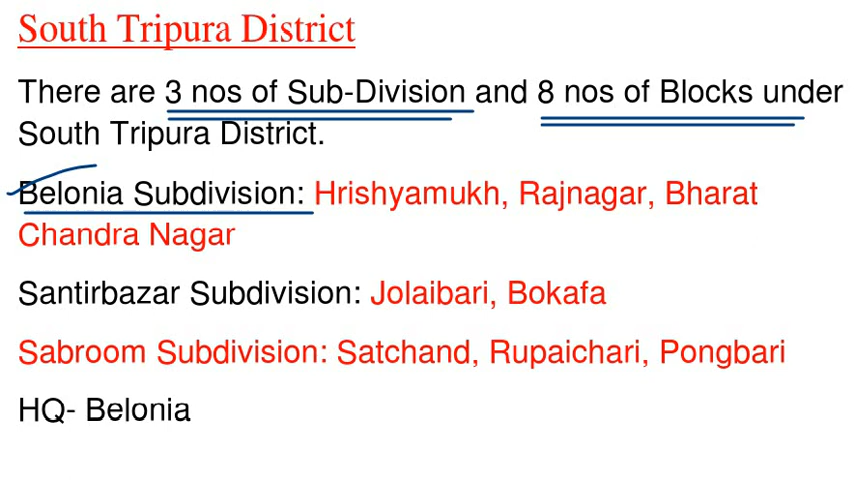 South Tripura District
There are 3 nos of Sub-Division and 8 nos of Blocks under
South Tripura District.
Belonia Subdivision: Hrishyamukh, Rajnagar, Bharat
Chandra Nagar
Santirbazar Subdivision: Jolaibari, Bokafa
Sabroom Subdivision: Satchand, Rupaichari, Pongbari
HQ- Belonia